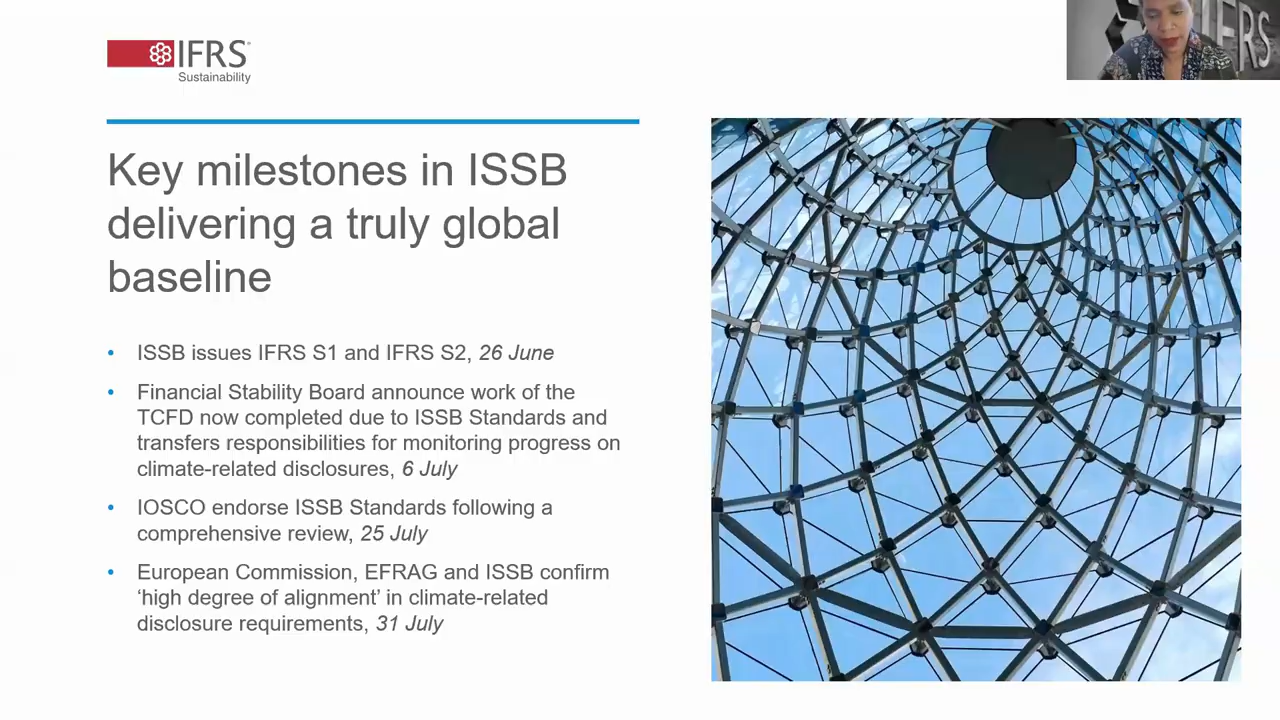 IFRS®
Sustainability
IFRS
Key milestones in ISSB
delivering a truly global
baseline
• ISSB issues IFRS S1 and IFRS S2, 26 June
• Financial Stability Board announce work of the
TCFD now completed due to ISSB Standards and
transfers responsibilities for monitoring progress on
climate-related disclosures, 6 July
• IOSCO endorse ISSB Standards following a
comprehensive review, 25 July
• European Commission, EFRAG and ISSB confirm
‘high degree of alignment’ in climate-related
disclosure requirements, 31 July